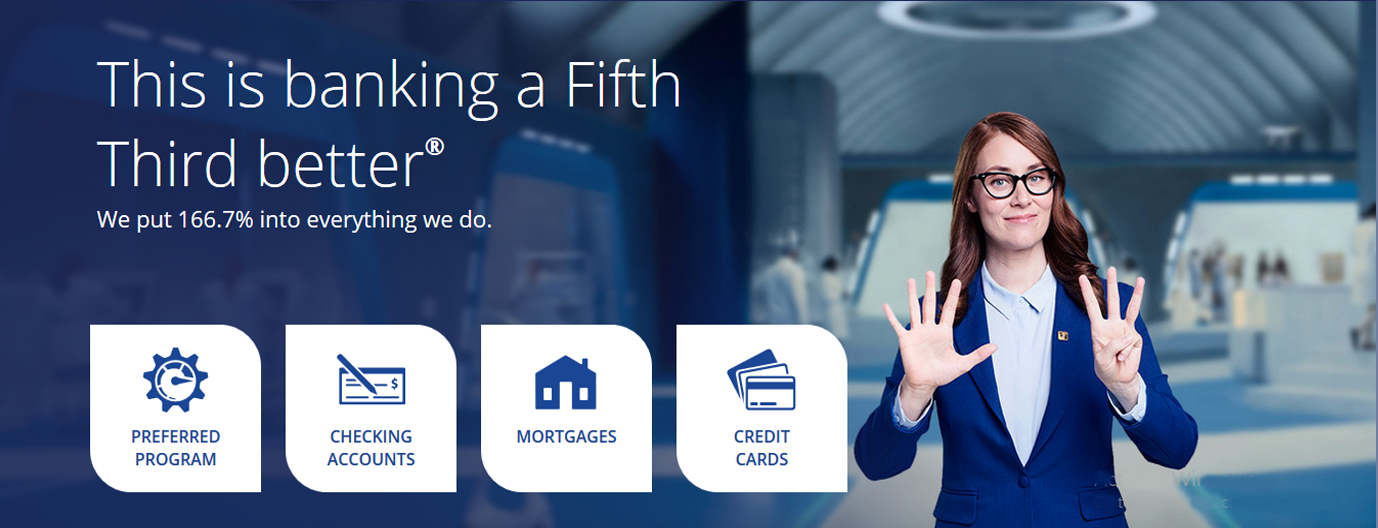 This is banking a Fifth
Third better®
We put 166.7% into everything we do.
PREFERRED
PROGRAM
CHECKING
ACCOUNTS
MORTGAGES
CREDIT
CARDS
$